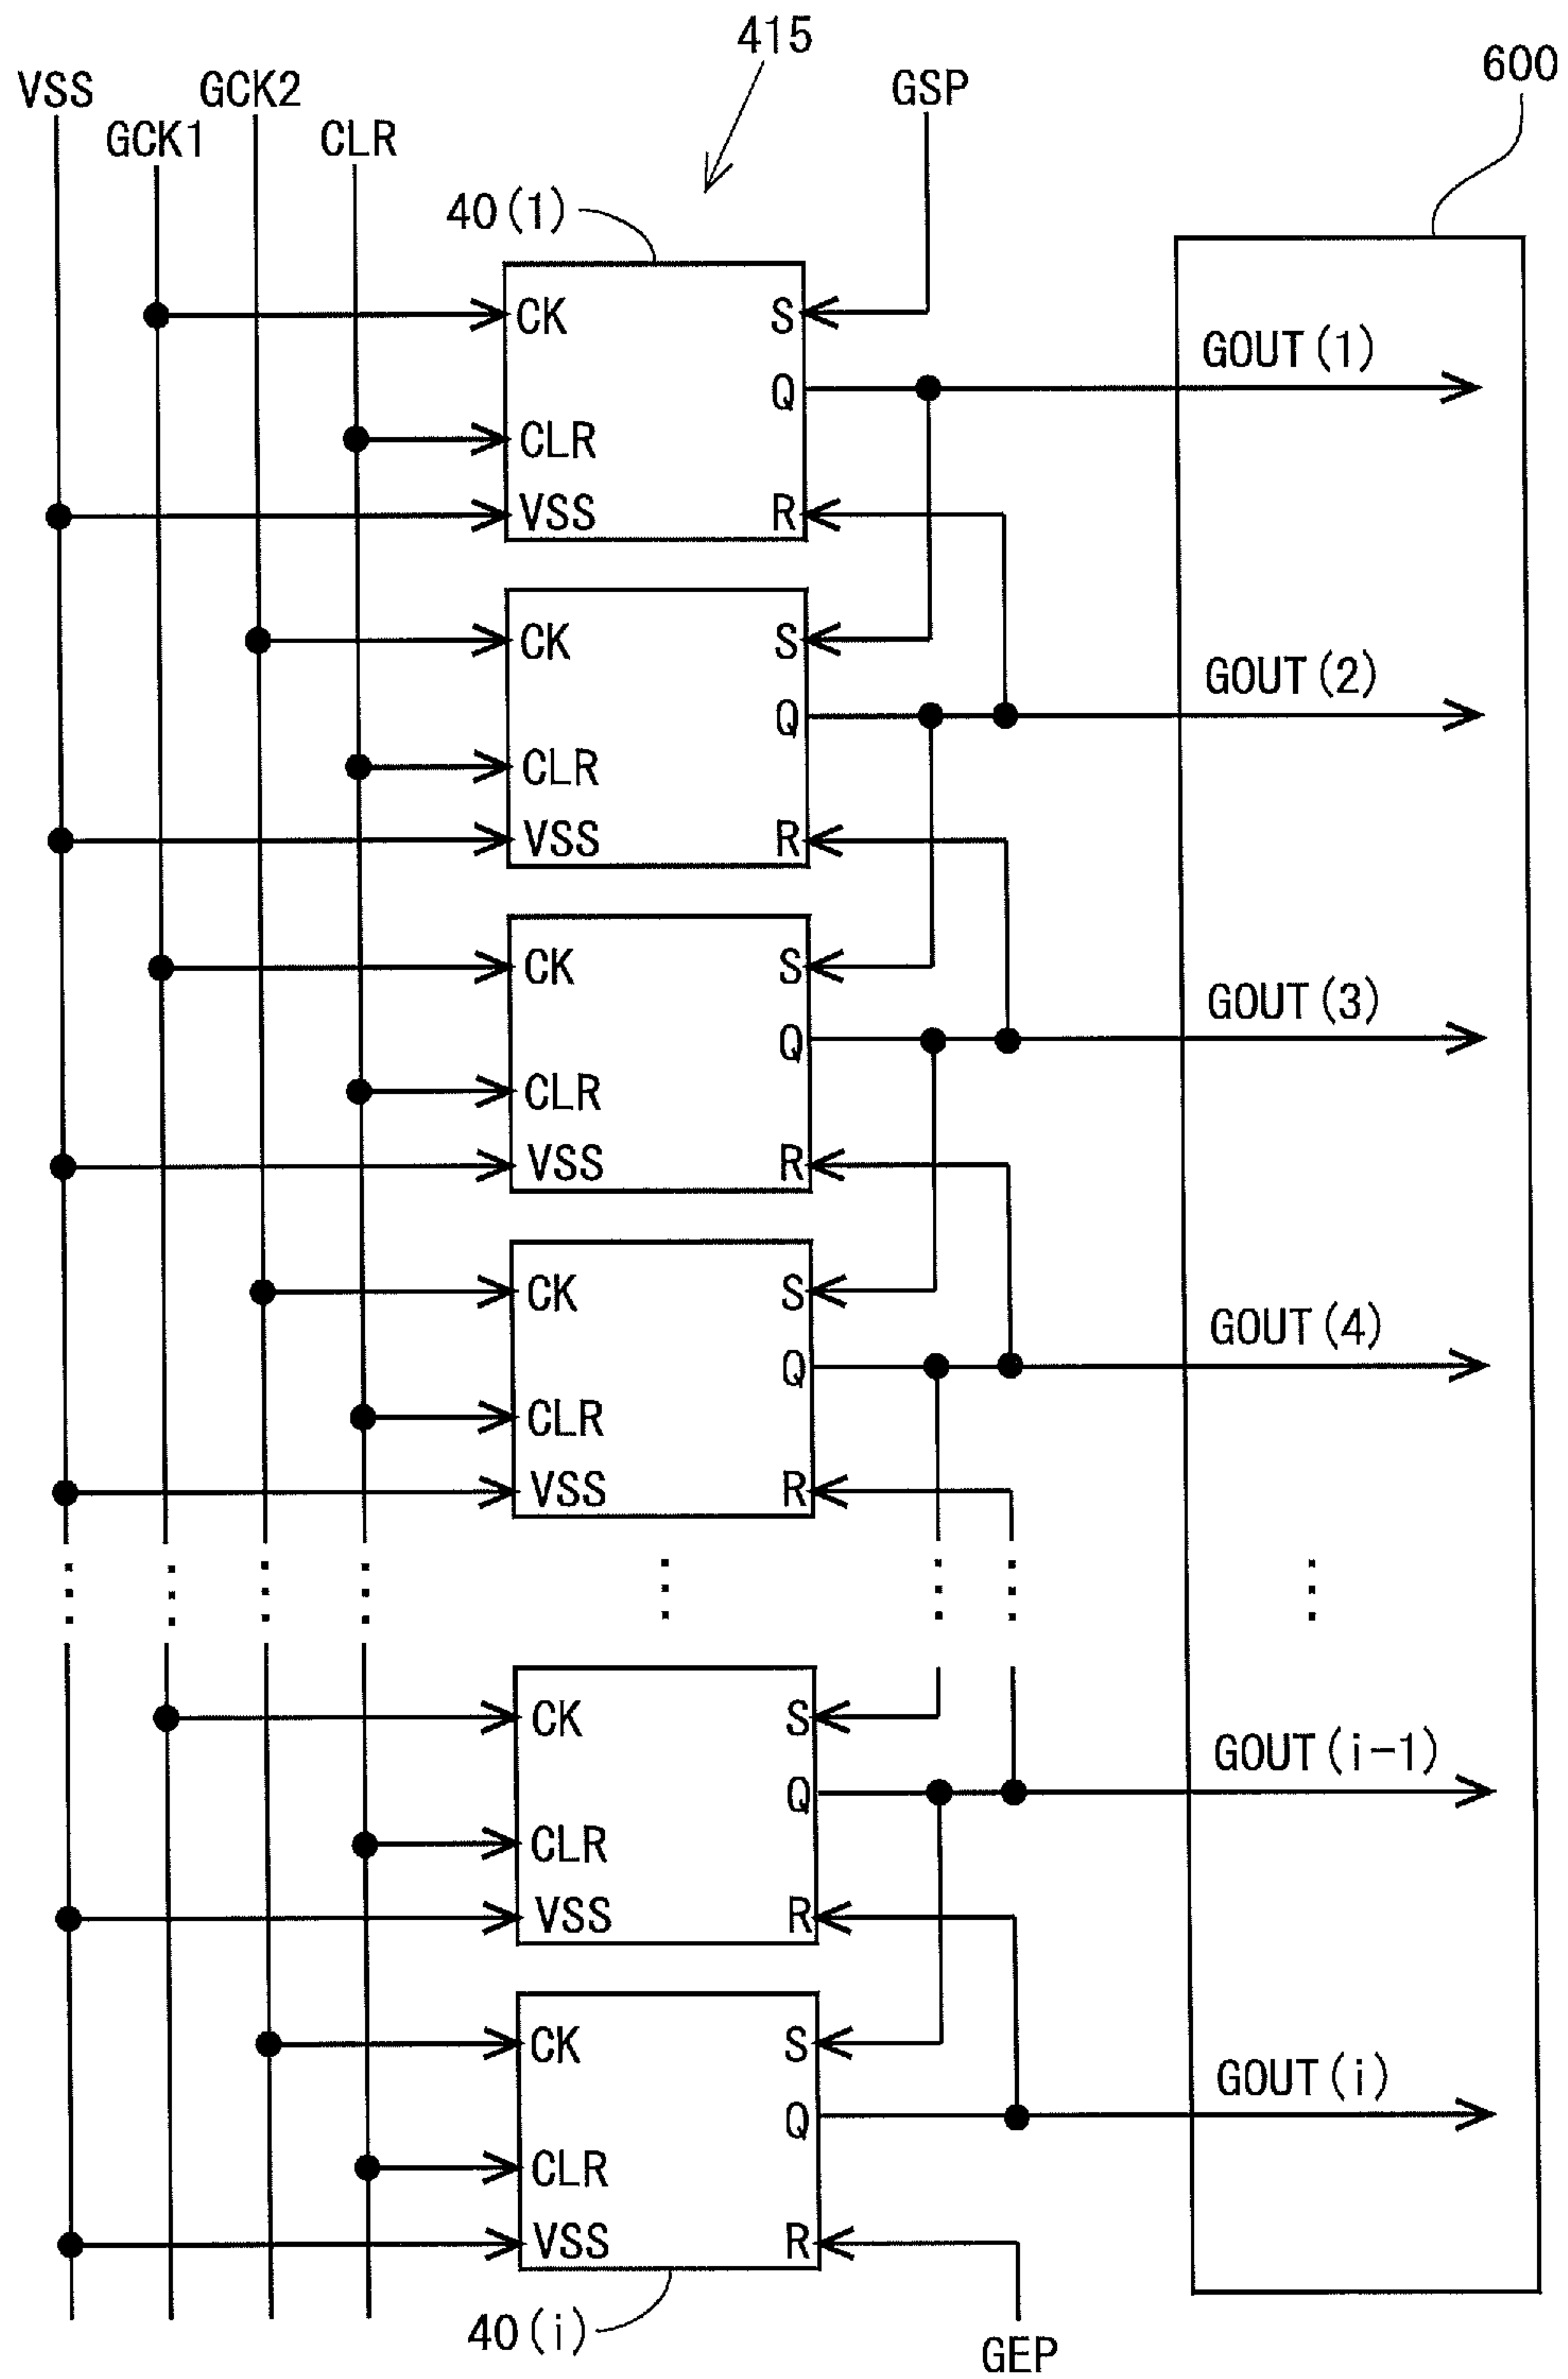 415
600
VSS
GCK2
GSP
GCK1
CLR
40(1)
CK
S
GOUT(1)
Q
CLR
VSS
R
CK
S
GOUT(2)
Q
CLR
VSS
R
CK
S
GOUT(3)
Q
CLR
VSS
R
CK
S
GOUT(4)
Q
CLR
VSS
R
CK
S
GOUT(i-1)
Q
CLR
VSS
R
CK
S
GOUT(i)
Q
CLR
VSS
R
40(i)
GEP